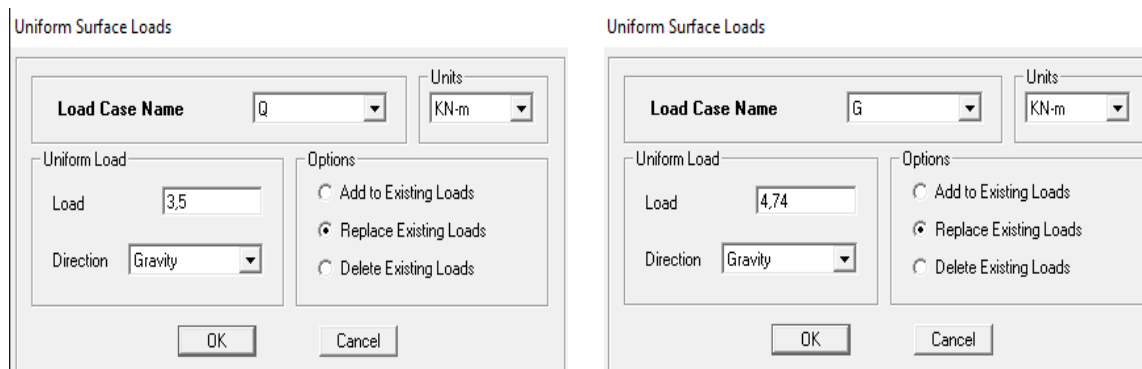 Uniform Surface Loads
Units
Load Case Name Q KN-m
Uniform Load Options
Load 3,5 Add to Existing Loads
Replace Existing Loads
Direction Gravity
Delete Existing Loads
OK Cancel
Uniform Surface Loads
Units
Load Case Name G KN-m
Uniform Load Options
Load 4,74 Add to Existing Loads
Replace Existing Loads
Direction Gravity
Delete Existing Loads
OK Cancel